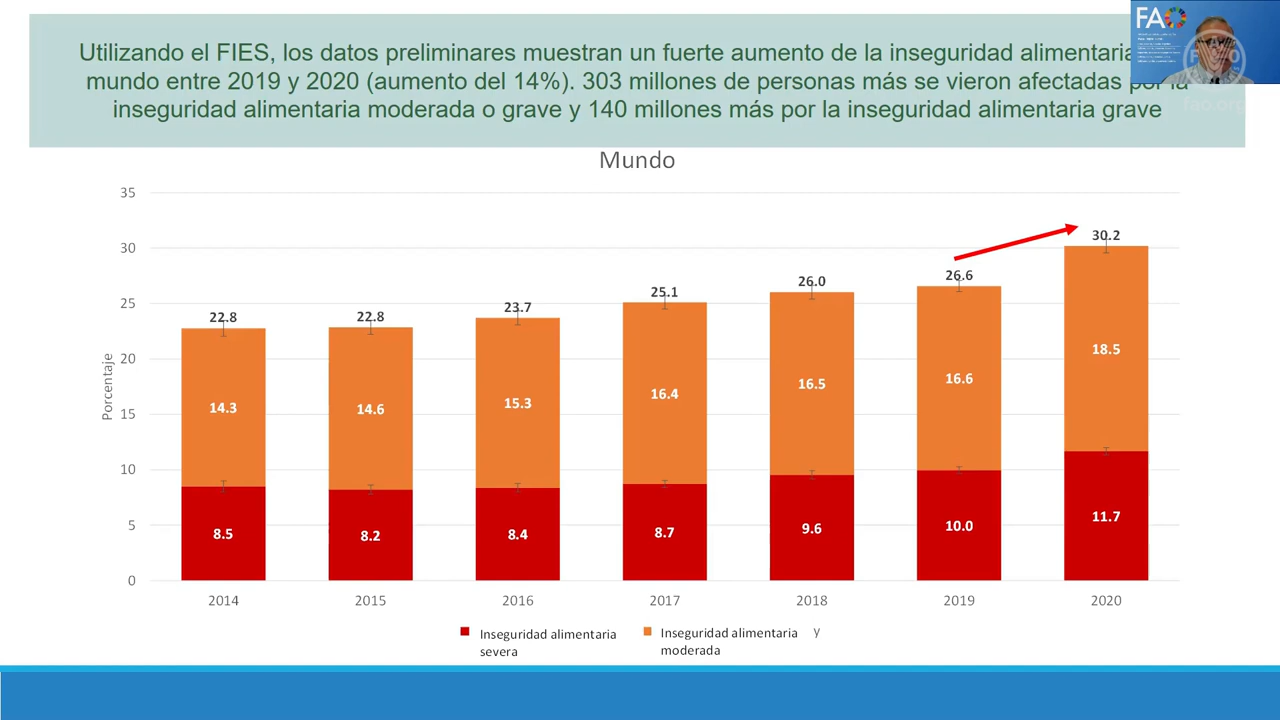 Utilizando el FIES, los datos preliminares muestran un fuerte aumento de la inseguridad alimentaria
mundo entre 2019 y 2020 (aumento del 14%). 303 millones de personas más se vieron afectadas por la
inseguridad alimentaria moderada o grave y 140 millones más por la inseguridad alimentaria grave
FAO
fao.org
Mundo
35
30
25
20
15
10
5
0
Porcentaje
22.8
22.8
23.7
25.1
26.0
26.6
30.2
14.3
14.6
15.3
16.4
16.5
16.6
18.5
8.5
8.2
8.4
8.7
9.6
10.0
11.7
2014 2015 2016 2017 2018 2019 2020
Inseguridad alimentaria
severa
Inseguridad alimentaria y
moderada